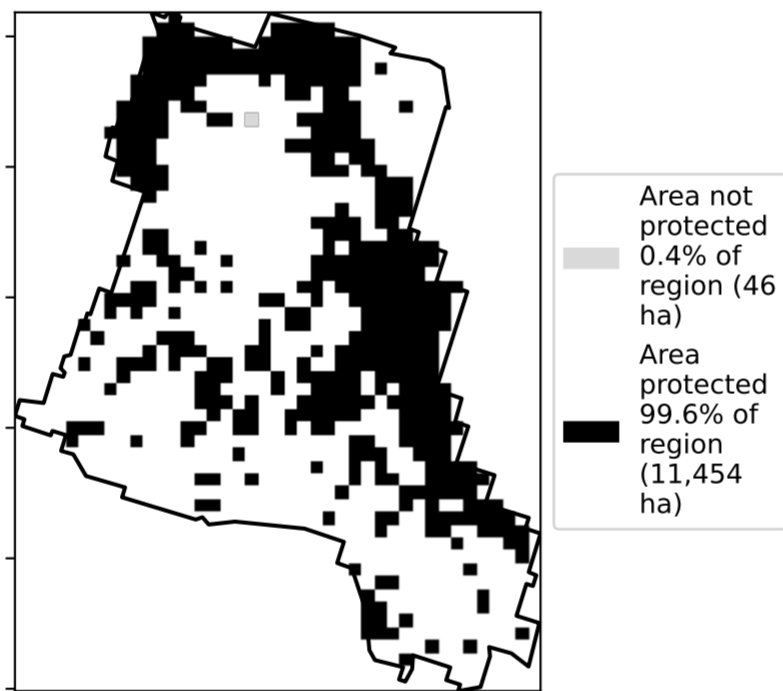 Area not
protected
0.4% of
region (46
ha)
Area
protected
99.6% of
region
(11,454
ha)